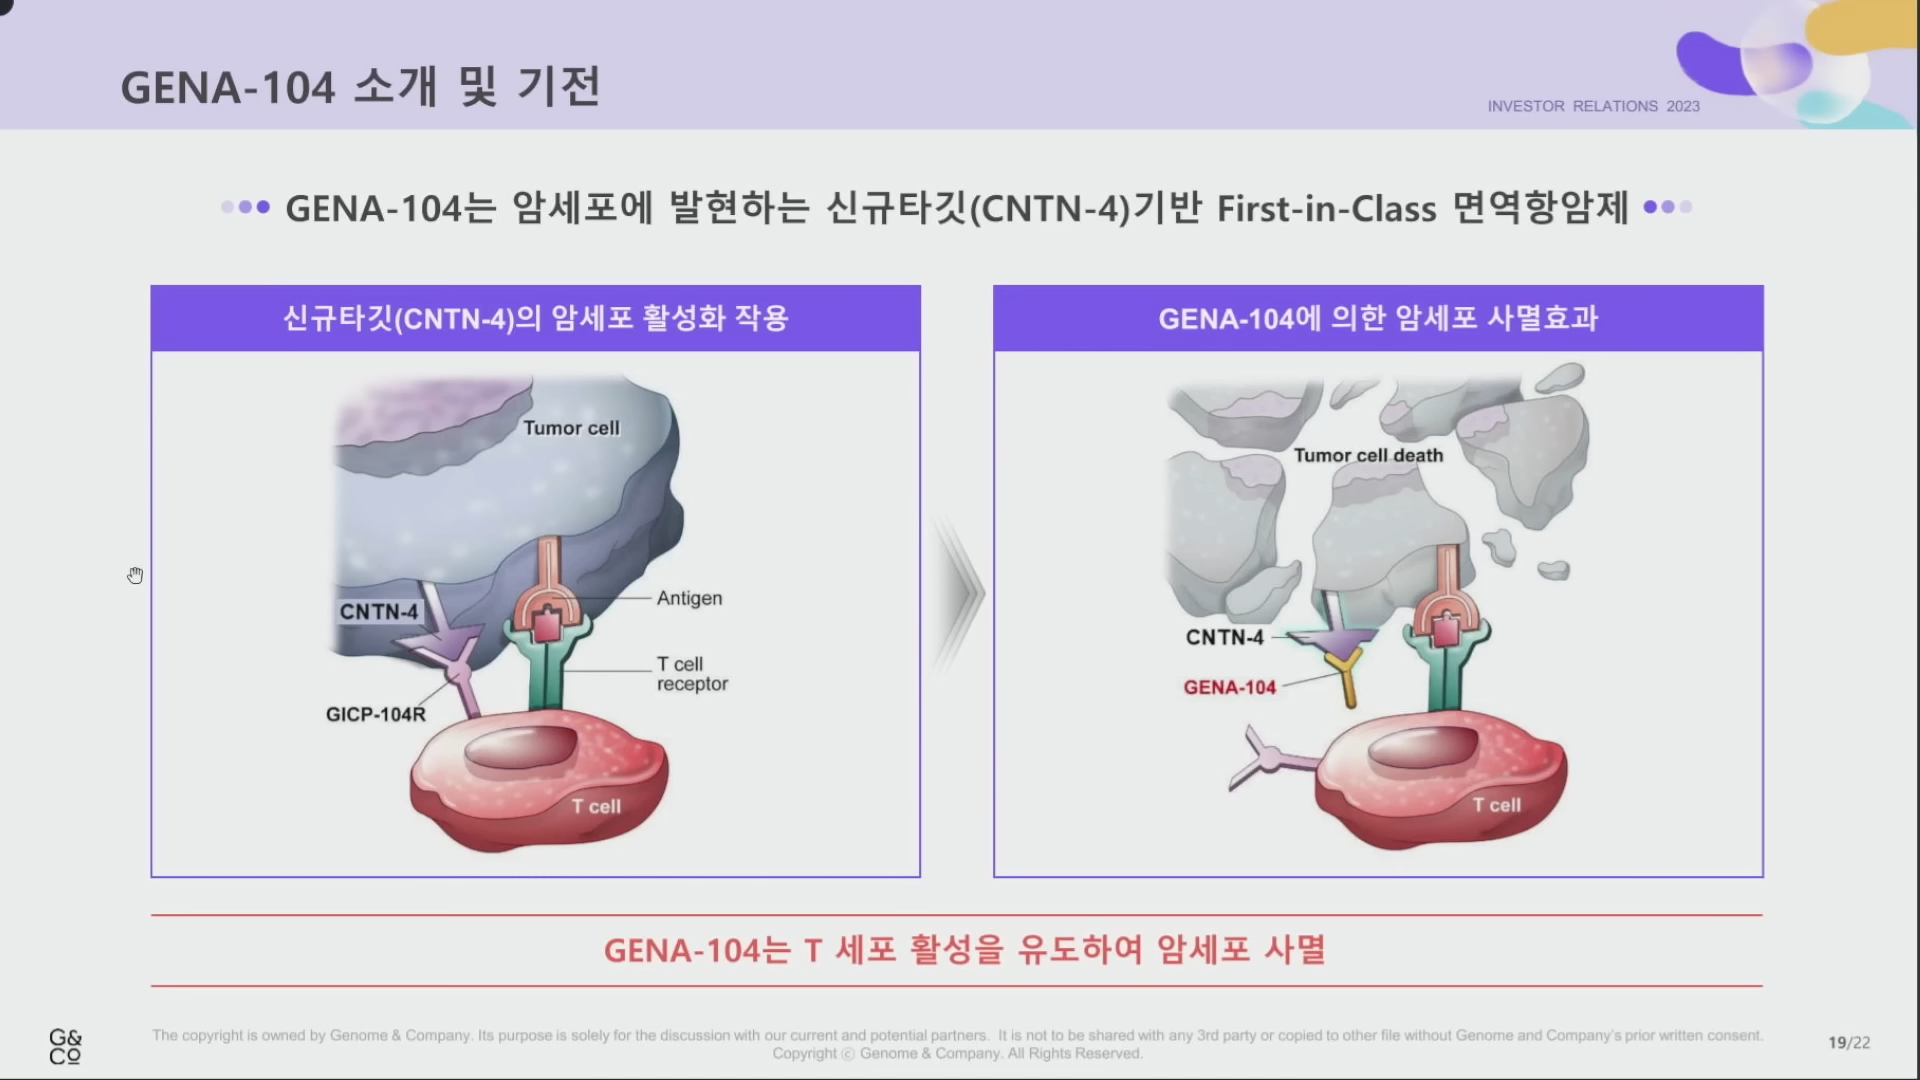 GENA-104 소개 및 기전
INVESTOR RELATIONS 2023
GENA-104는 암세포에 발현하는 신규타깃(CNTN-4)기반 First-in-Class 면역항암제
신규타깃(CNTN-4)의 암세포 활성화 작용
Tumor cell
CNTN-4
Antigen
T cell
receptor
GICP-104R
T cell
GENA-104에 의한 암세포 사멸효과
Tumor cell death
CNTN-4
GENA-104
T cell
GENA-104는 T 세포 활성을 유도하여 암세포 사멸
G&
CO
The copyright is owned by Genome & Company. Its purpose is solely for the discussion with our current and potential partners. It is not to be shared with any 3rd party or copied to other file without Genome and Company's prior written consent.
Copyright ⓒ Genome & Company. All Rights Reserved.
19/22